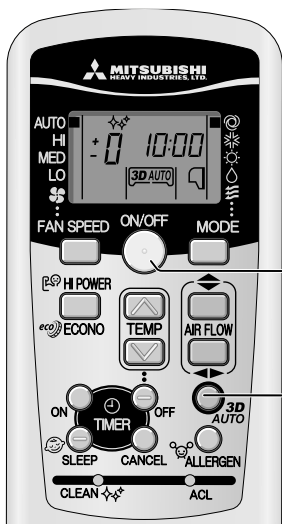 MITSUBISHI
HEAVY INDUSTRIES, LTD.
AUTO
HI
MED
LO
+
- 0 10:00
3D AUTO
FAN SPEED ON/OFF MODE
HI POWER
eco ECONO
TEMP
AIR FLOW
ON
OFF
TIMER
3D
AUTO
SLEEP CANCEL ALLERGEN
CLEAN ACL